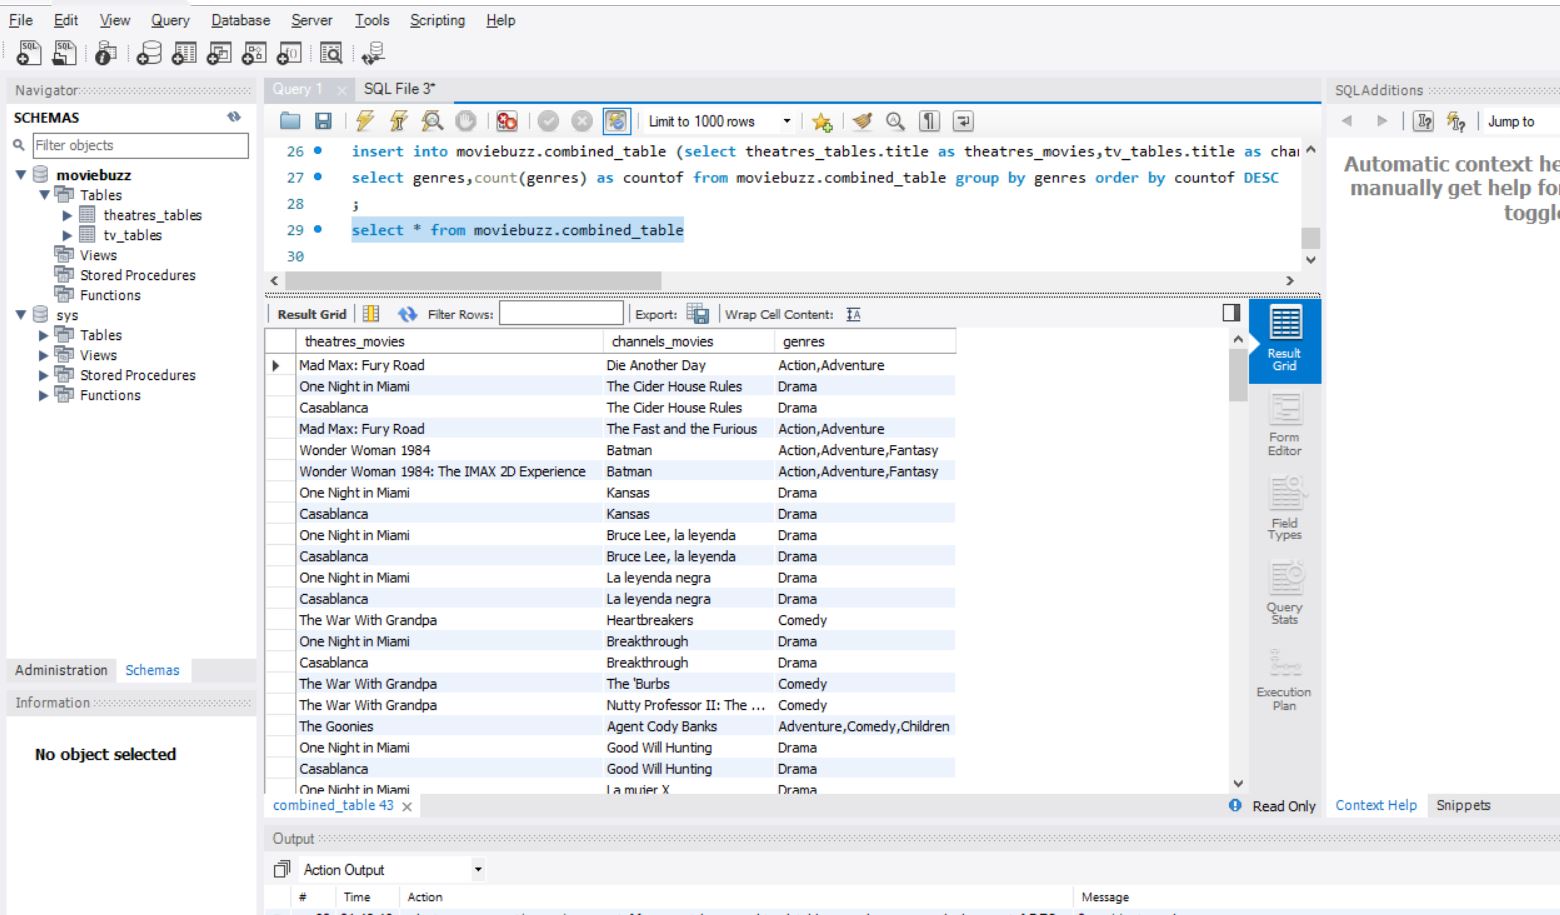 File Edit View Query Database Server Tools Scripting Help
SQL SQL
Navigator
SCHEMAS
Filter objects
moviebuzz
Tables
theatres_tables
tv_tables
Views
Stored Procedures
Functions
sys
Tables
Views
Stored Procedures
Functions
Administration Schemas
Information
No object selected
Query 1 SQL File 3*
Limit to 1000 rows
26 insert into moviebuzz.combined_table (select theatres_tables.title as theatres_movies,tv_tables.title as
27 select genres,count(genres) as countof from moviebuzz.combined_table group by genres order by countof DESC
28 ;
29 select * from moviebuzz.combined_table
30
Result Grid Filter Rows: Export: Wrap Cell Content:
theatres_movies channels_movies genres
Mad Max: Fury Road Die Another Day Action,Adventure
One Night in Miami The Cider House Rules Drama
Casablanca The Cider House Rules Drama
Mad Max: Fury Road The Fast and the Furious Action,Adventure
Wonder Woman 1984 Batman Action,Adventure,Fantasy
Wonder Woman 1984: The IMAX 2D Experience Batman Action,Adventure,Fantasy
One Night in Miami Kansas Drama
Casablanca Kansas Drama
One Night in Miami Bruce Lee, la leyenda Drama
Casablanca Bruce Lee, la leyenda Drama
One Night in Miami La leyenda negra Drama
Casablanca La leyenda negra Drama
The War With Grandpa Heartbreakers Comedy
One Night in Miami Breakthrough Drama
Casablanca Breakthrough Drama
The War With Grandpa The 'Burbs Comedy
The War With Grandpa Nutty Professor II: The ... Comedy
The Goonies Agent Cody Banks Adventure,Comedy,Children
One Night in Miami Good Will Hunting Drama
Casablanca Good Will Hunting Drama
One Night in Miami La mujer X Drama
Result
Grid
Form
Editor
Field
Types
Query
Stats
Execution
Plan
combined_table 43 Read Only
Output
Action Output
# Time Action Message
SQLAdditions
Jump to
Automatic context
manually get help
Context Help Snippets